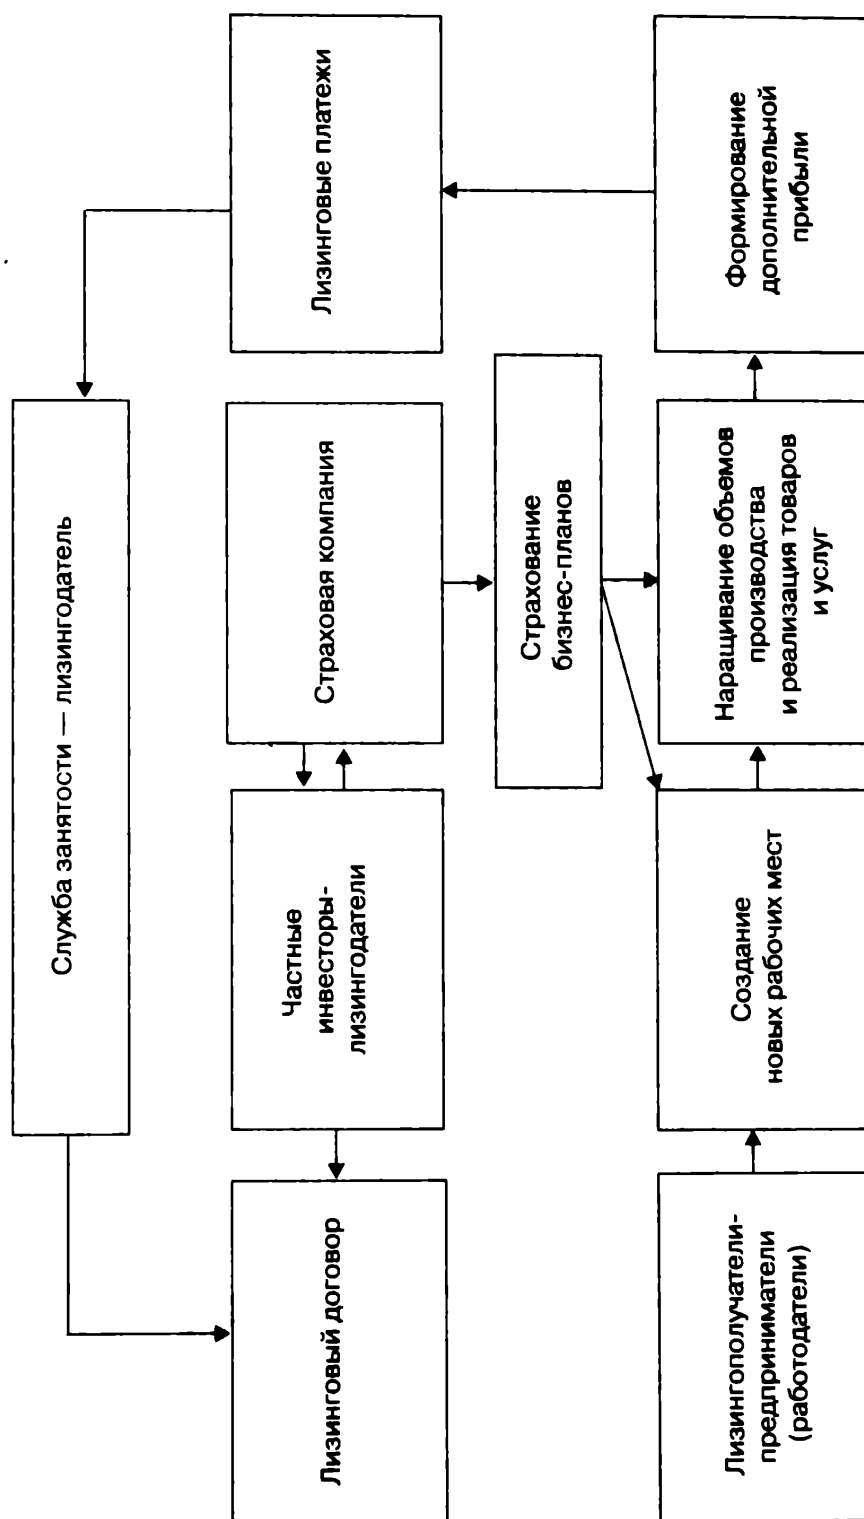 Служба занятости — лизингодатель
Лизинговый договор
Частные
инвесторы-
лизингодатели
Страховая компания
Лизинговые платежи
Страхование
бизнес-планов
Лизингополучатели-
предприниматели
(работодатели)
Создание
новых рабочих мест
Наращивание объемов
производства
и реализация товаров
и услуг
Формирование
дополнительной
прибыли